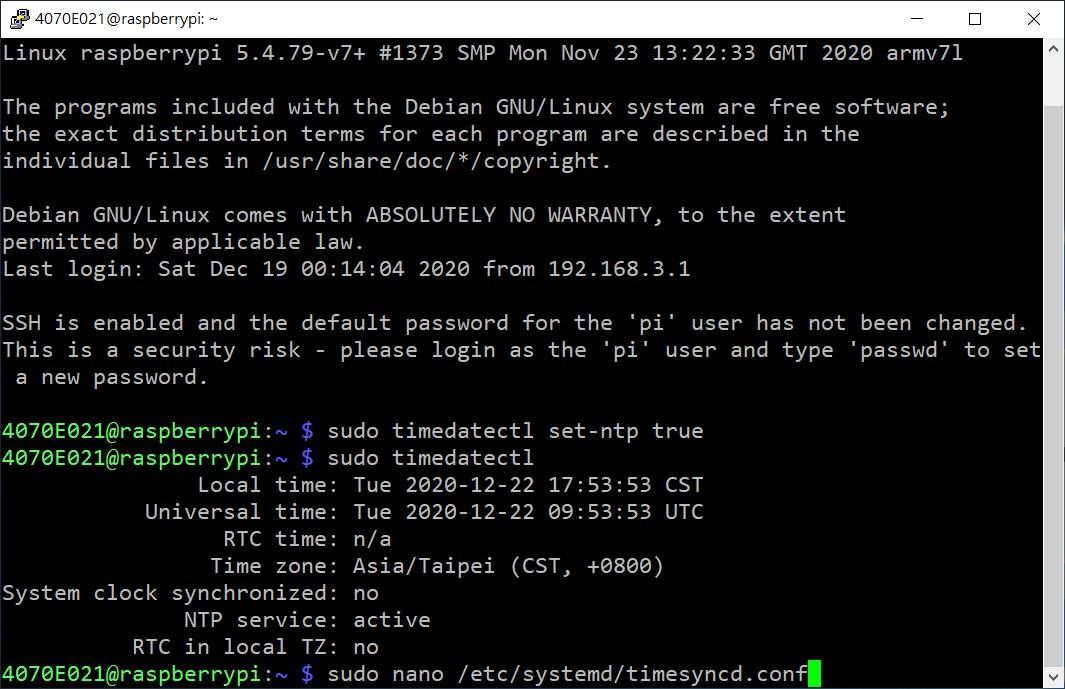 4070E021@raspberrypi: ~
Linux raspberrypi 5.4.79-v7+ #1373 SMP Mon Nov 23 13:22:33 GMT 2020 armv7l
The programs included with the Debian GNU/Linux system are free software;
the exact distribution terms for each program are described in the
individual files in /usr/share/doc/*/copyright.
Debian GNU/Linux comes with ABSOLUTELY NO WARRANTY, to the extent
permitted by applicable law.
Last login: Sat Dec 19 00:14:04 2020 from 192.168.3.1
SSH is enabled and the default password for the 'pi' user has not been changed.
This is a security risk - please login as the 'pi' user and type 'passwd' to set
 a new password.
4070E021@raspberrypi:~ $ sudo timedatectl set-ntp true
4070E021@raspberrypi:~ $ sudo timedatectl
Local time: Tue 2020-12-22 17:53:53 CST
Universal time: Tue 2020-12-22 09:53:53 UTC
RTC time: n/a
Time zone: Asia/Taipei (CST, +0800)
System clock synchronized: no
NTP service: active
RTC in local TZ: no
4070E021@raspberrypi:~ $ sudo nano /etc/systemd/timesyncd.conf